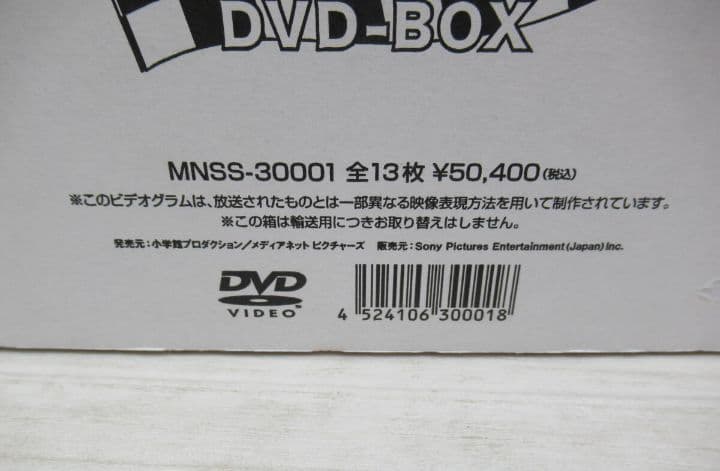 DVD-BOX
MNSS-30001 全13枚 ¥50,400(税込)
※このビデオグラムは、放送されたものとは一部異なる映像表現方法を用いて制作されています。
※この箱は輸送用につきお取り替えはしません。
発売元:小学館プロダクション/メディアネット ピクチャーズ 販売元:Sony Pictures Entertainment(Japan)Inc.
DVD
VIDEO™
4 524106 300018